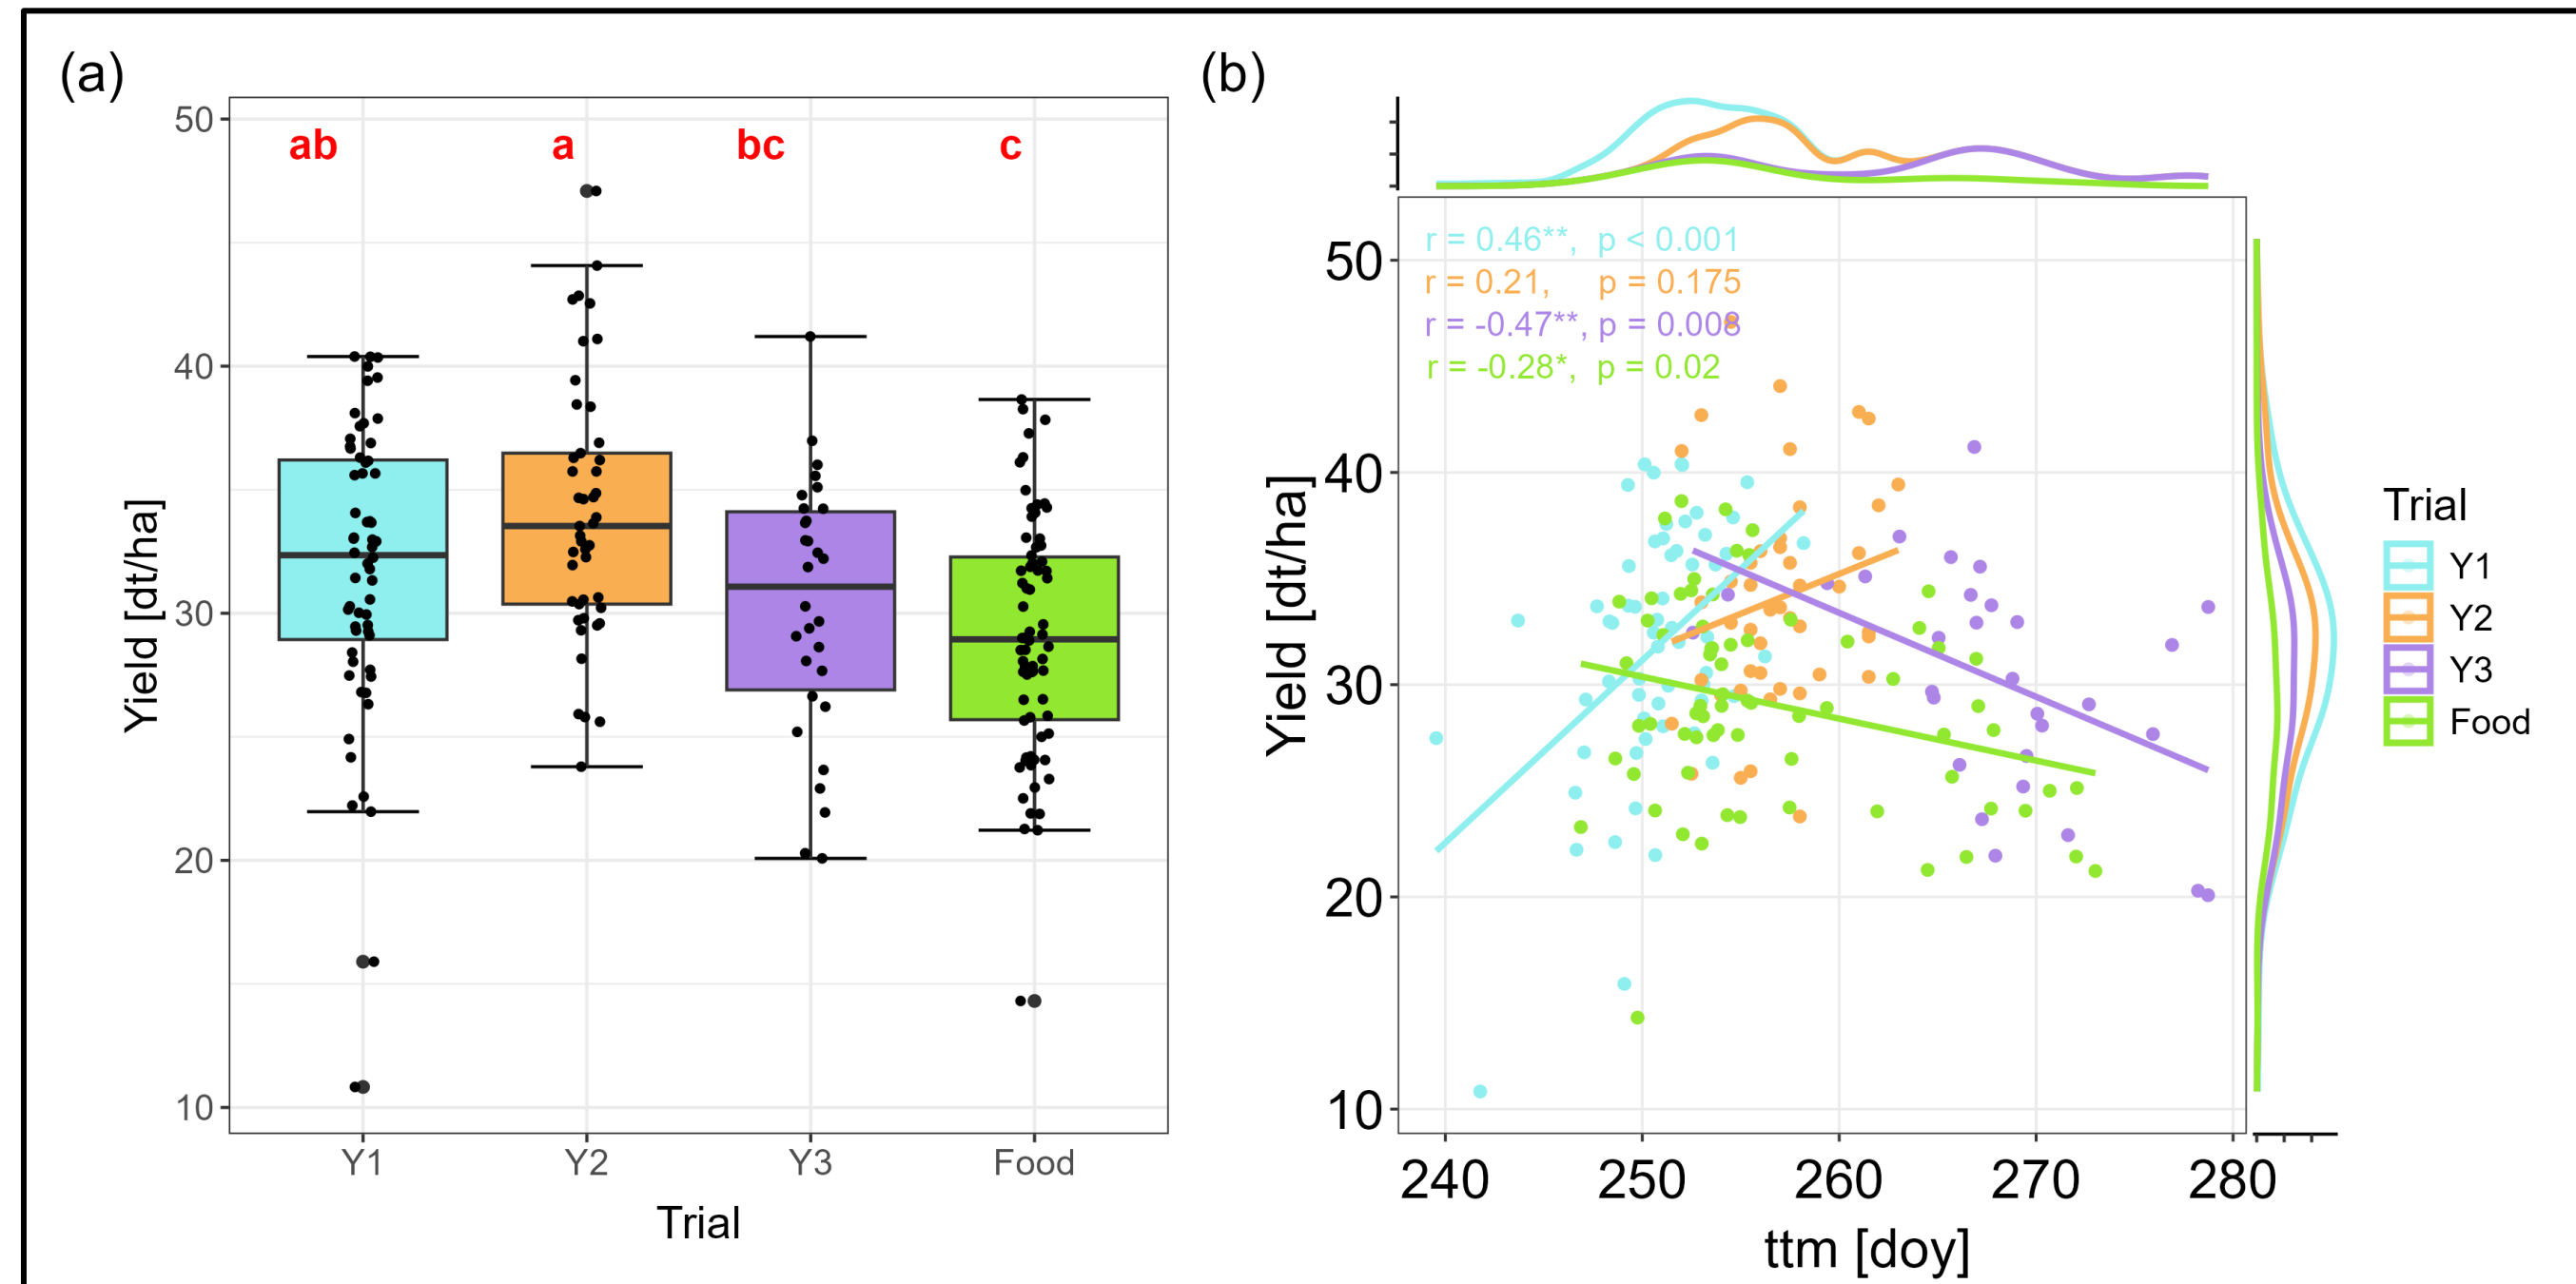 (a)
50
40
30
20
10
Yield [dt/ha]
ab
a
bc
c
Y1
Y2
Y3
Food
Trial
(b)
r = 0.46**, p < 0.001
r = 0.21, p = 0.175
r = -0.47**, p = 0.008
r = -0.28*, p = 0.02
50
40
30
20
10
Yield [dt/ha]
240
250
260
270
280
ttm [doy]
Trial
Y1
Y2
Y3
Food